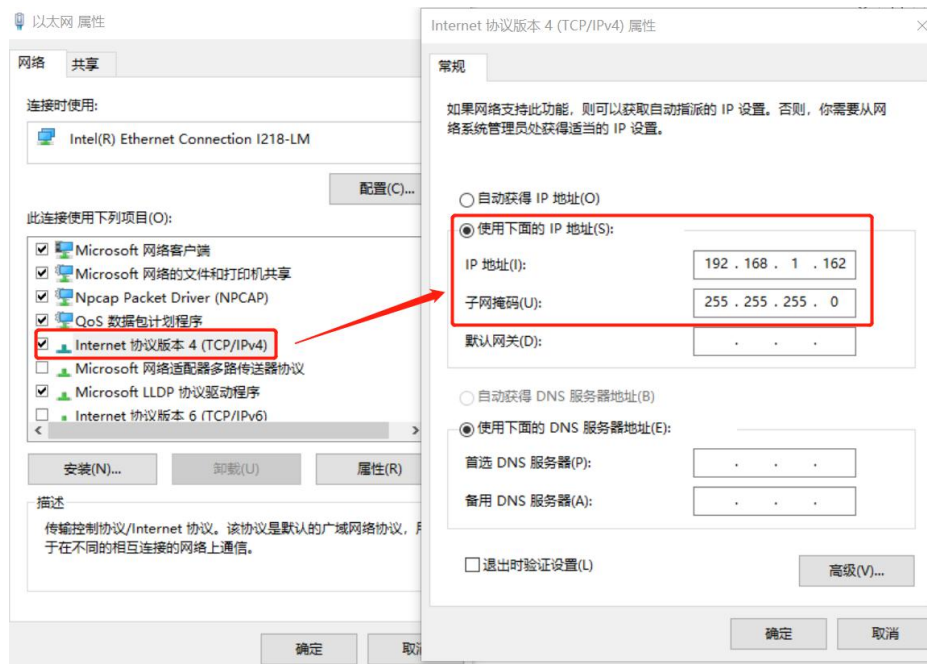 以太网 属性
网络
共享
连接时使用:
Intel(R) Ethernet Connection I218-LM
配置(C)...
此连接使用下列项目(O):
Microsoft 网络客户端
Microsoft 网络的文件和打印机共享
Npcap Packet Driver (NPCAP)
QoS 数据包计划程序
Internet 协议版本 4 (TCP/IPv4)
Microsoft 网络适配器多路传送器协议
Microsoft LLDP 协议驱动程序
Internet 协议版本 6 (TCP/IPv6)
安装(N)...
卸载(U)
属性(R)
描述
传输控制协议/Internet 协议。该协议是默认的广域网络协议,
于在不同的相互连接的网络上通信。
确定
Internet 协议版本 4 (TCP/IPv4) 属性
常规
如果网络支持此功能，则可以获取自动指派的 IP 设置。否则，你需要从网
络系统管理员处获得适当的 IP 设置。
自动获得 IP 地址(O)
使用下面的 IP 地址(S):
IP 地址(I):
192 . 168 . 1 . 162
子网掩码(U):
255 . 255 . 255 . 0
默认网关(D):
自动获得 DNS 服务器地址(B)
使用下面的 DNS 服务器地址(E):
首选 DNS 服务器(P):
备用 DNS 服务器(A):
退出时验证设置(L)
高级(V)...
确定
取消